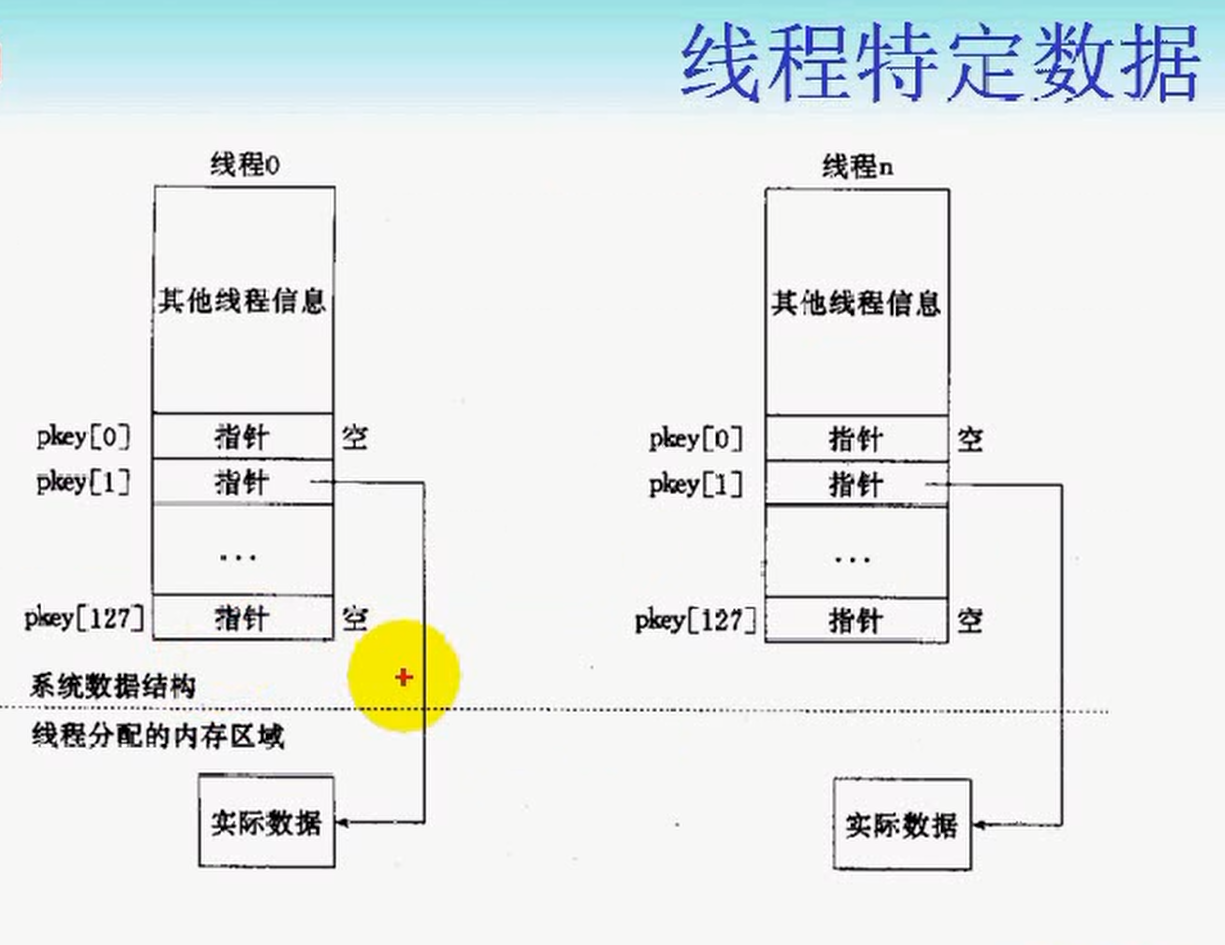 线程特定数据
线程0
线程n
其他线程信息
其他线程信息
pkey[0] 指针 空
pkey[0] 指针 空
pkey[1] 指针
pkey[1] 指针
...
...
pkey[127] 指针 空
pkey[127] 指针 空
系统数据结构
线程分配的内存区域
实际数据
实际数据